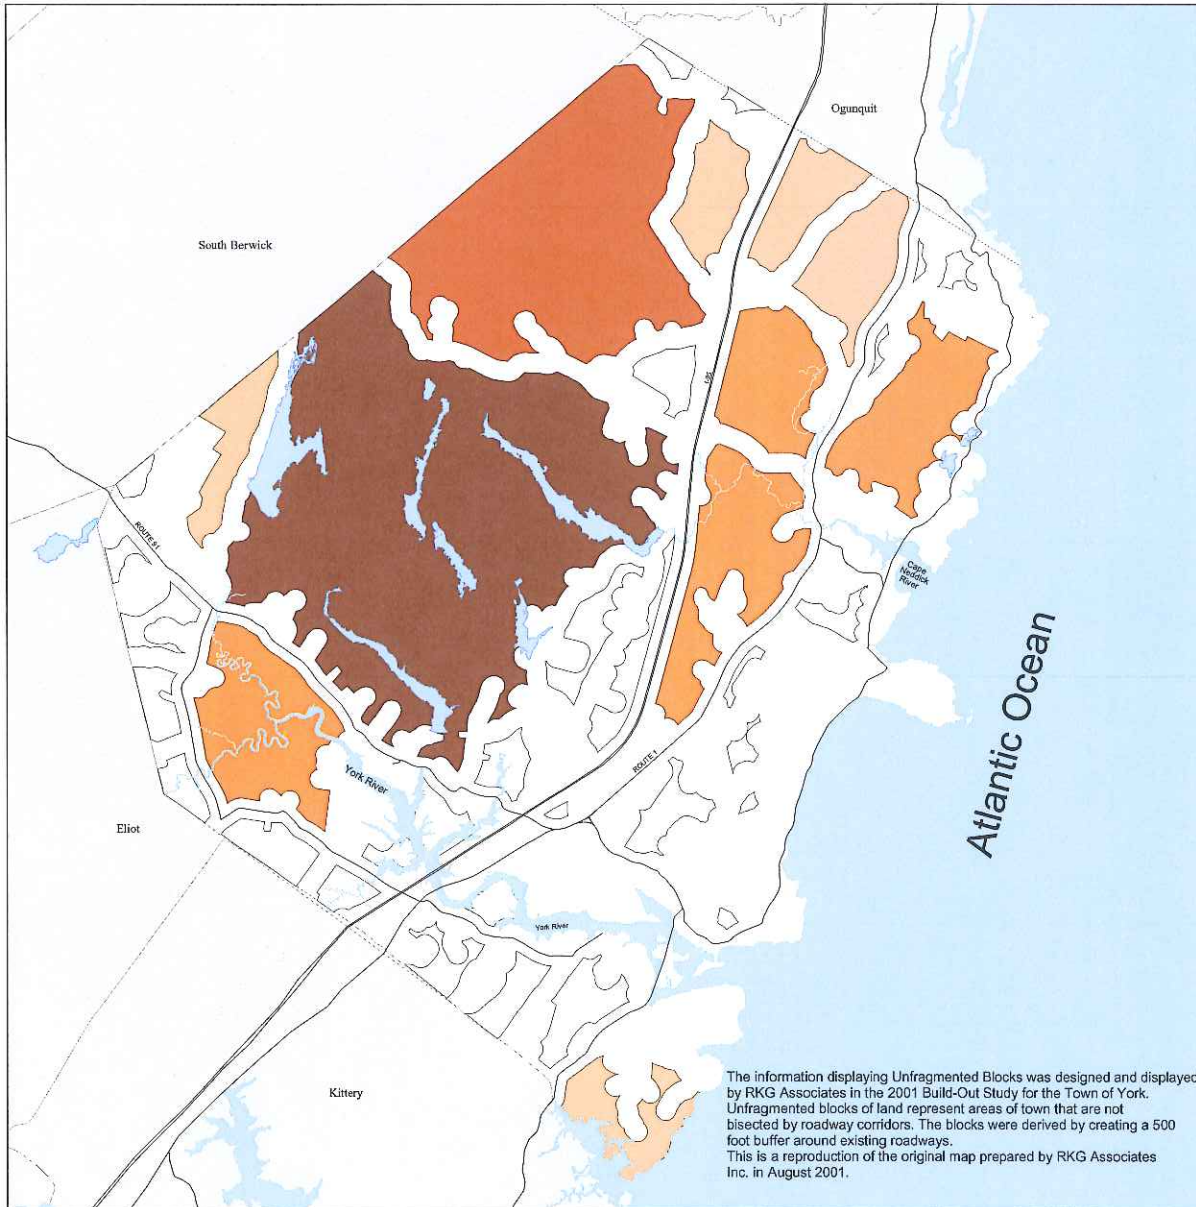 Ogunquit
South Berwick
I-95
ROUTE 91
Cape
Neddick
River
Atlantic Ocean
ROUTE 1
York River
Eliot
York River
Kittery
The information displaying Unfragmented Blocks was designed and displayed
by RKG Associates in the 2001 Build-Out Study for the Town of York.
Unfragmented blocks of land represent areas of town that are not
bisected by roadway corridors. The blocks were derived by creating a 500
foot buffer around existing roadways.
This is a reproduction of the original map prepared by RKG Associates
Inc. in August 2001.